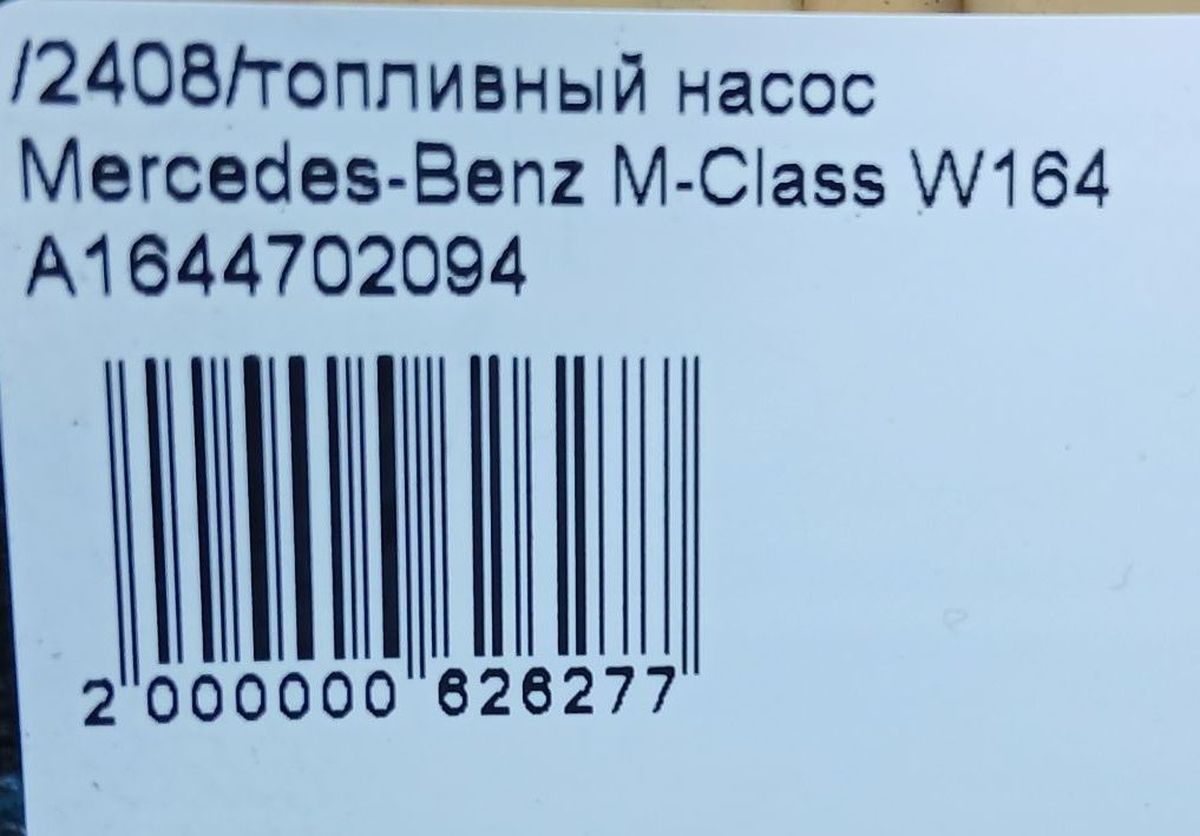 /2408/топливный насос
Mercedes-Benz M-Class W164
A1644702094
2 000000 626277